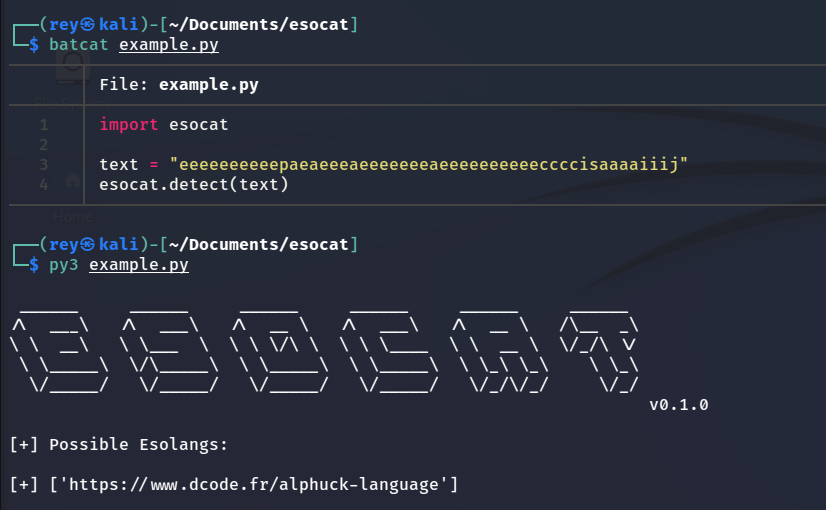 (rey㉿kali)-[~/Documents/esocat]
$ batcat example.py
File: example.py
1 import esocat
2
3 text = "eeeeeeeeeepaeaeeeaeeeeeeeaeeeeeeeeeeccccisaaaaiiij"
4 esocat.detect(text)
Home
(rey㉿kali)-[~/Documents/esocat]
$ py3 example.py
ESOCAT
v0.1.0
[+] Possible Esolangs:
[+] ['https://www.dcode.fr/alphuck-language']